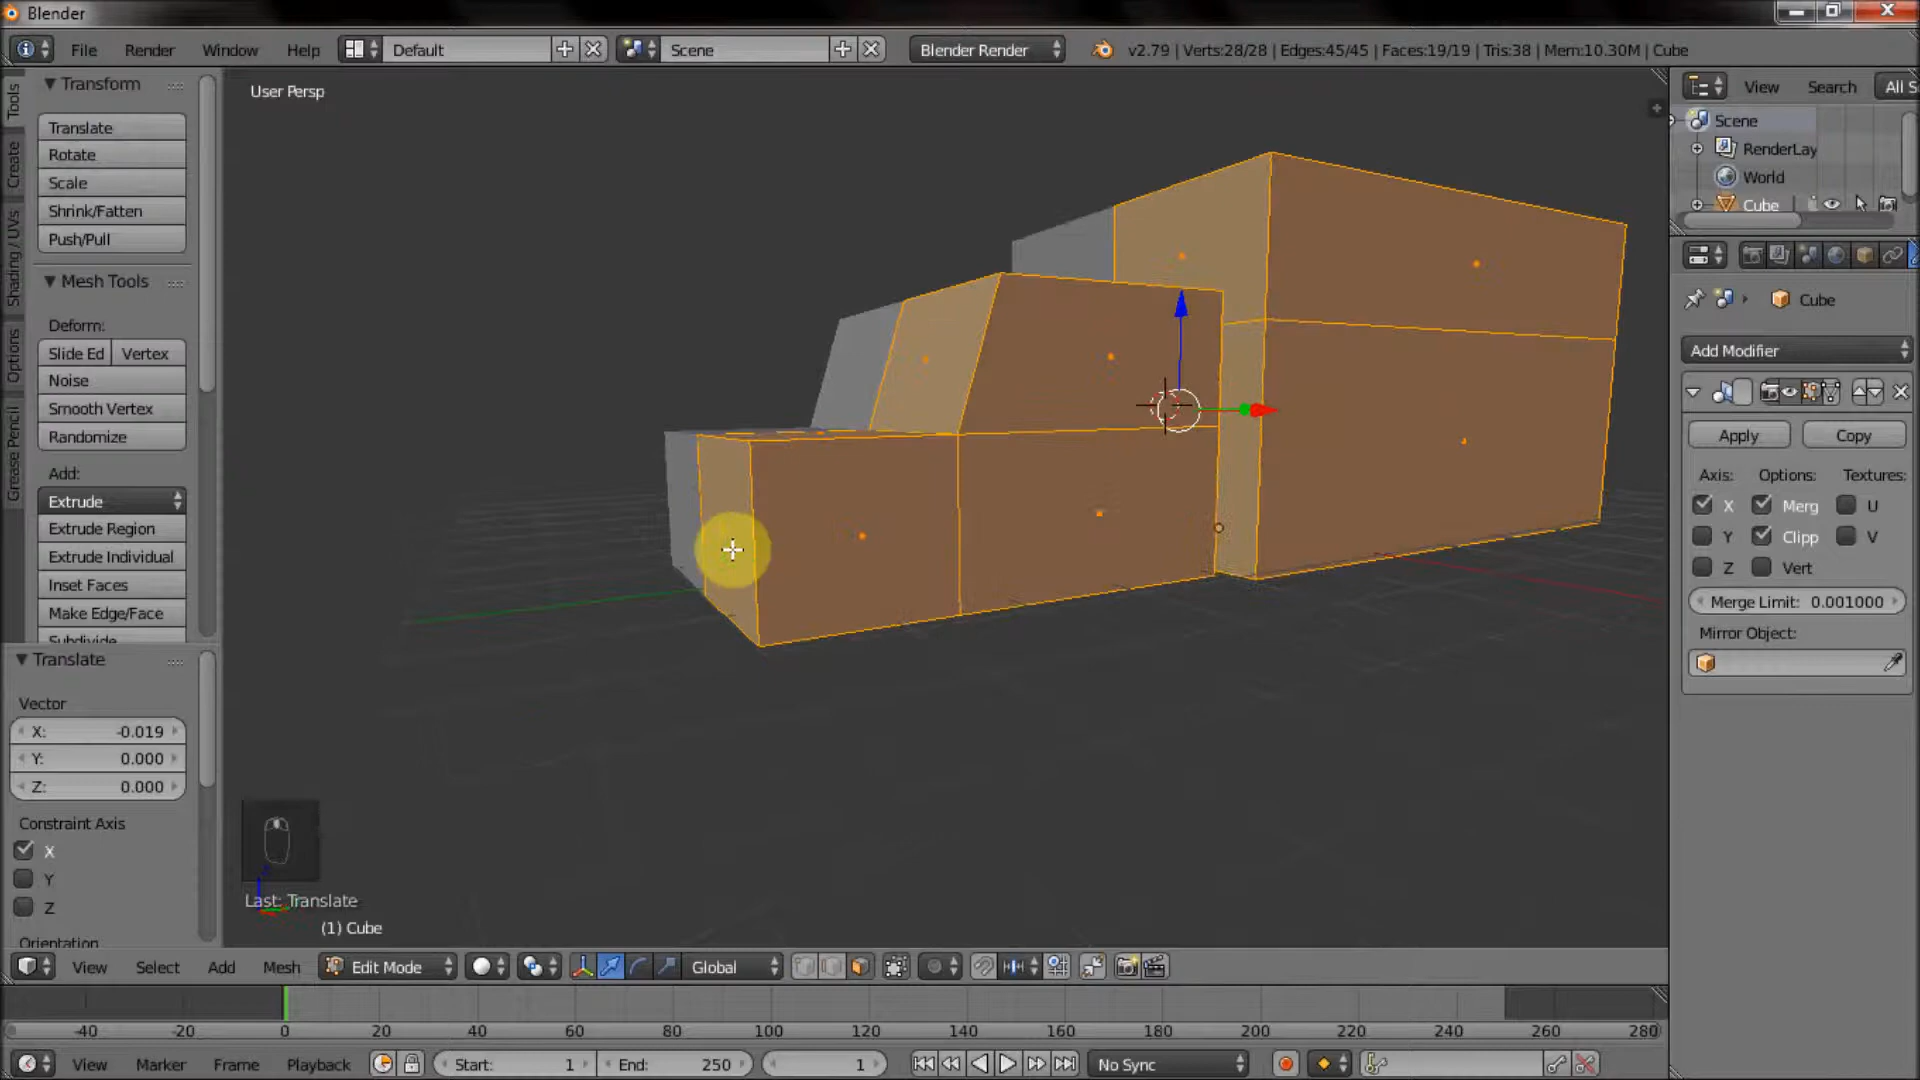 Blender
File Render Window Help Default Scene Blender Render v2.79 | Verts:28/28 | Edges:45/45 | Faces:19/19 | Tris:38 | Mem:10.30M | Cube
Tools
Create
Shading / UVs
Options
Grease Pencil
Transform
Translate
Rotate
Scale
Shrink/Fatten
Push/Pull
Mesh Tools
Deform:
Slide Ed Vertex
Noise
Smooth Vertex
Randomize
Add:
Extrude
Extrude Region
Extrude Individual
Inset Faces
Make Edge/Face
Subdivide
Translate
Vector
X: -0.019
Y: 0.000
Z: 0.000
Constraint Axis
X
Y
Z
Orientation
User Persp
Last: Translate
(1) Cube
View Search All S
Scene
RenderLay
World
Cube
Cube
Add Modifier
Apply Copy
Axis: Options: Textures:
X Merg U
Y Clipp V
Z Vert
Merge Limit: 0.001000
Mirror Object:
View Select Add Mesh Edit Mode Global
-40 -20 0 20 40 60 80 100 120 140 160 180 200 220 240 260 280
View Marker Frame Playback Start: 1 End: 250 1 No Sync